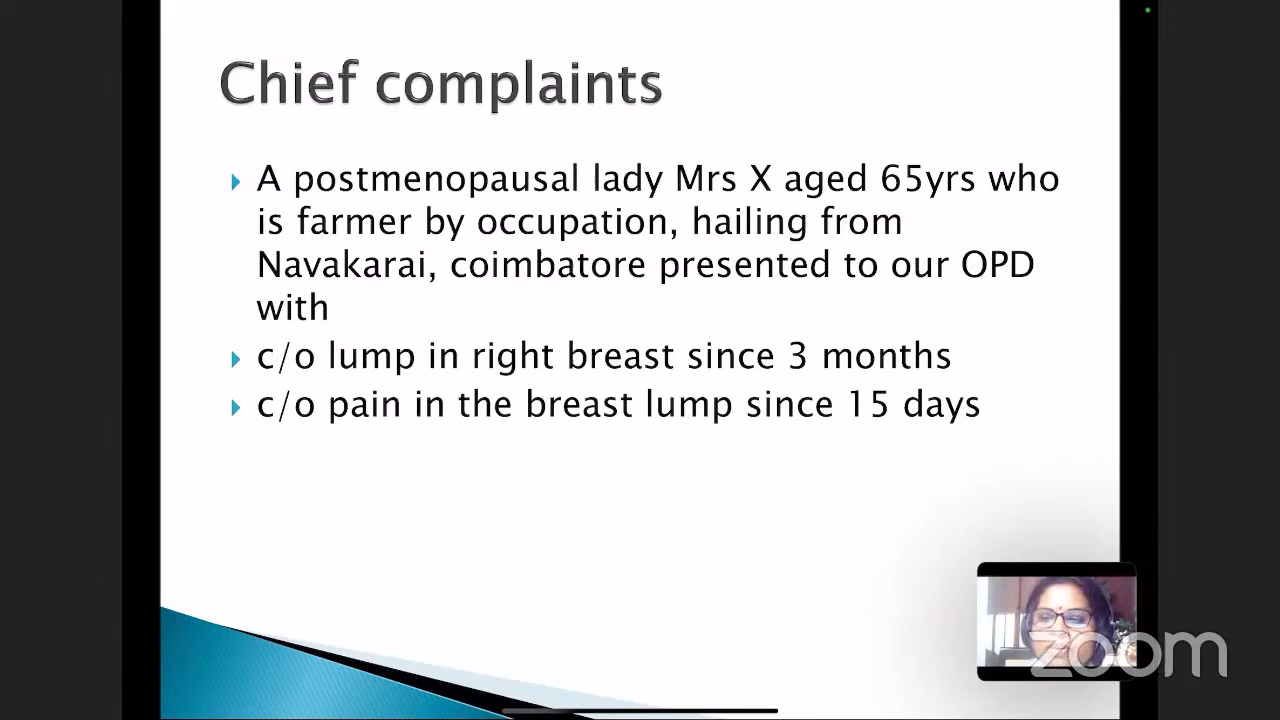 Chief complaints
A postmenopausal lady Mrs X aged 65yrs who
is farmer by occupation, hailing from
Navakarai, coimbatore presented to our OPD
with
c/o lump in right breast since 3 months
c/o pain in the breast lump since 15 days
zoom